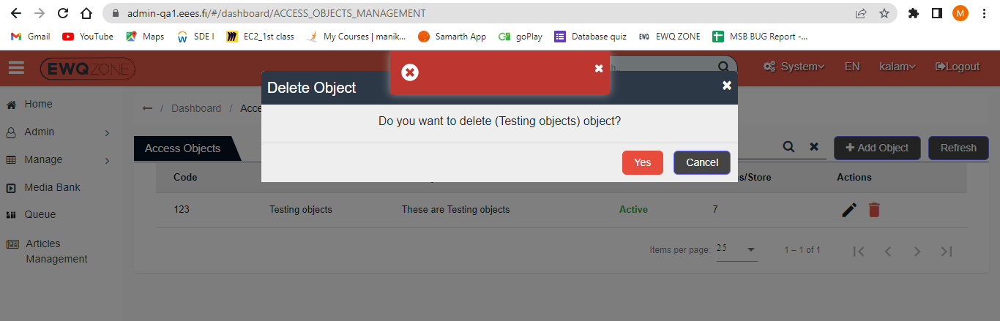 admin-qa1.eees.fi/#/dashboard/ACCESS_OBJECTS_MANAGEMENT
M
Gmail YouTube Maps SDE I EC2_1st class My Courses | manik... Samarth App goPlay Database quiz EWQ EWQ ZONE MSB BUG Report -...
EWQZONE
System EN kalam Logout
Delete Object
Do you want to delete (Testing objects) object?
Yes Cancel
Home
Admin
Manage
Media Bank
Queue
Articles
Management
← / Dashboard / Acce
Access Objects
Add Object Refresh
Code s/Store Actions
123 Testing objects These are Testing objects Active 7
Items per page: 25 1 – 1 of 1